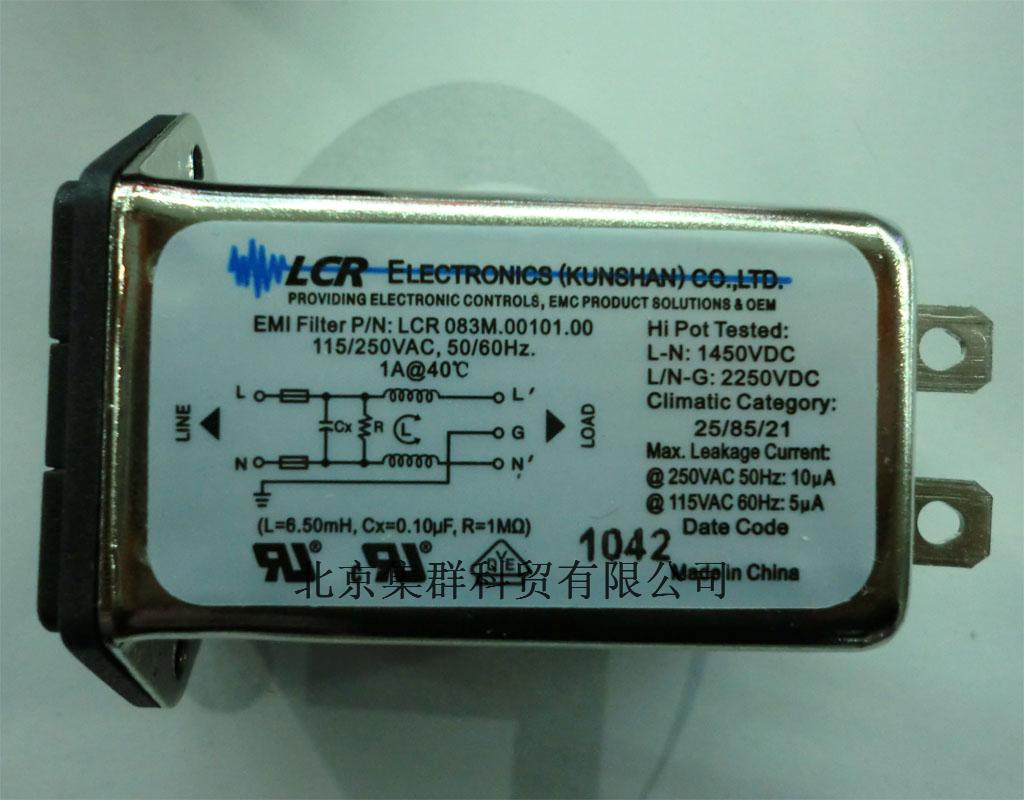 LCR ELECTRONICS (KUNSHAN) CO.,LTD.
PROVIDING ELECTRONIC CONTROLS, EMC PRODUCT SOLUTIONS & OEM
EMI Filter P/N: LCR 083M.00101.00
115/250VAC, 50/60Hz.
1A@40℃
Hi Pot Tested:
L-N: 1450VDC
L/N-G: 2250VDC
Climatic Category:
25/85/21
Max. Leakage Current:
@ 250VAC 50Hz: 10µA
@ 115VAC 60Hz: 5µA
Date Code
1042
Made in China
LINE
L
L′
Cx
R
L
G
N
N′
LOAD
(L=6.50mH, Cx=0.10µF, R=1MΩ)
RU® RU®
北京集群科贸有限公司